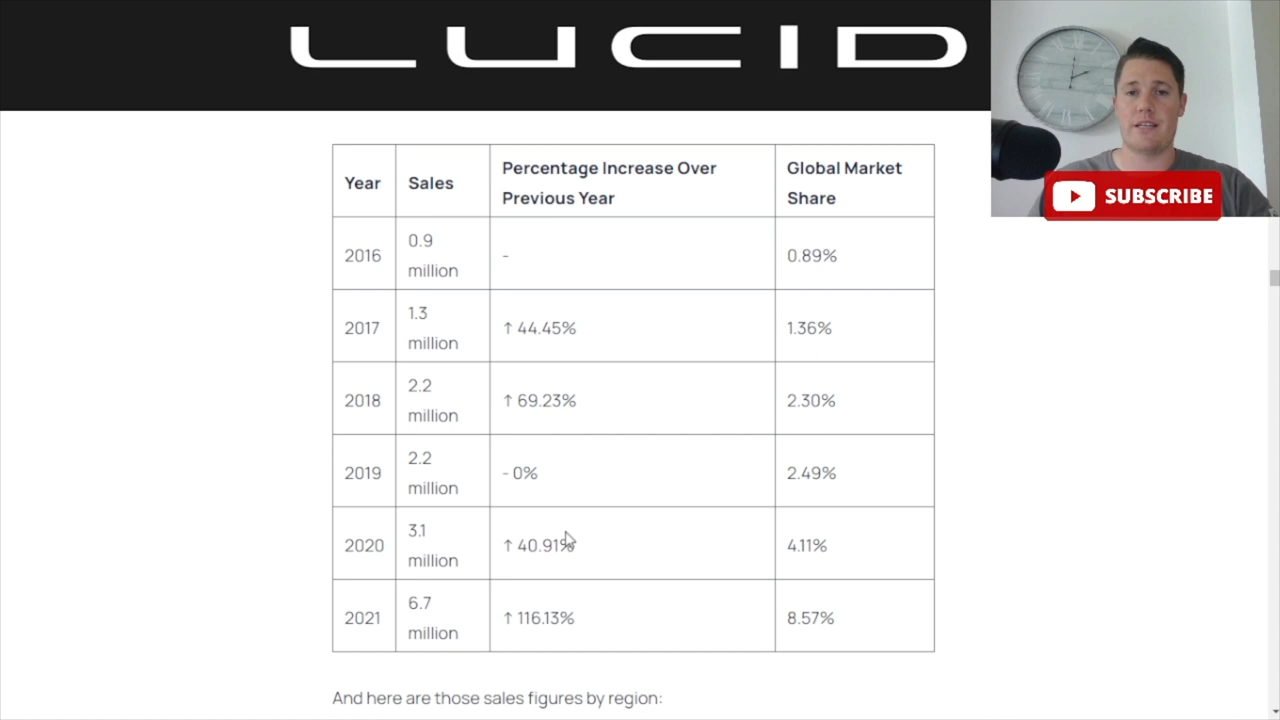 LUCID
SUBSCRIBE
Year
Sales
Percentage Increase Over
Previous Year
Global Market
Share
2016
0.9
million
-
0.89%
2017
1.3
million
↑ 44.45%
1.36%
2018
2.2
million
↑ 69.23%
2.30%
2019
2.2
million
- 0%
2.49%
2020
3.1
million
↑ 40.91%
4.11%
2021
6.7
million
↑ 116.13%
8.57%
And here are those sales figures by region: